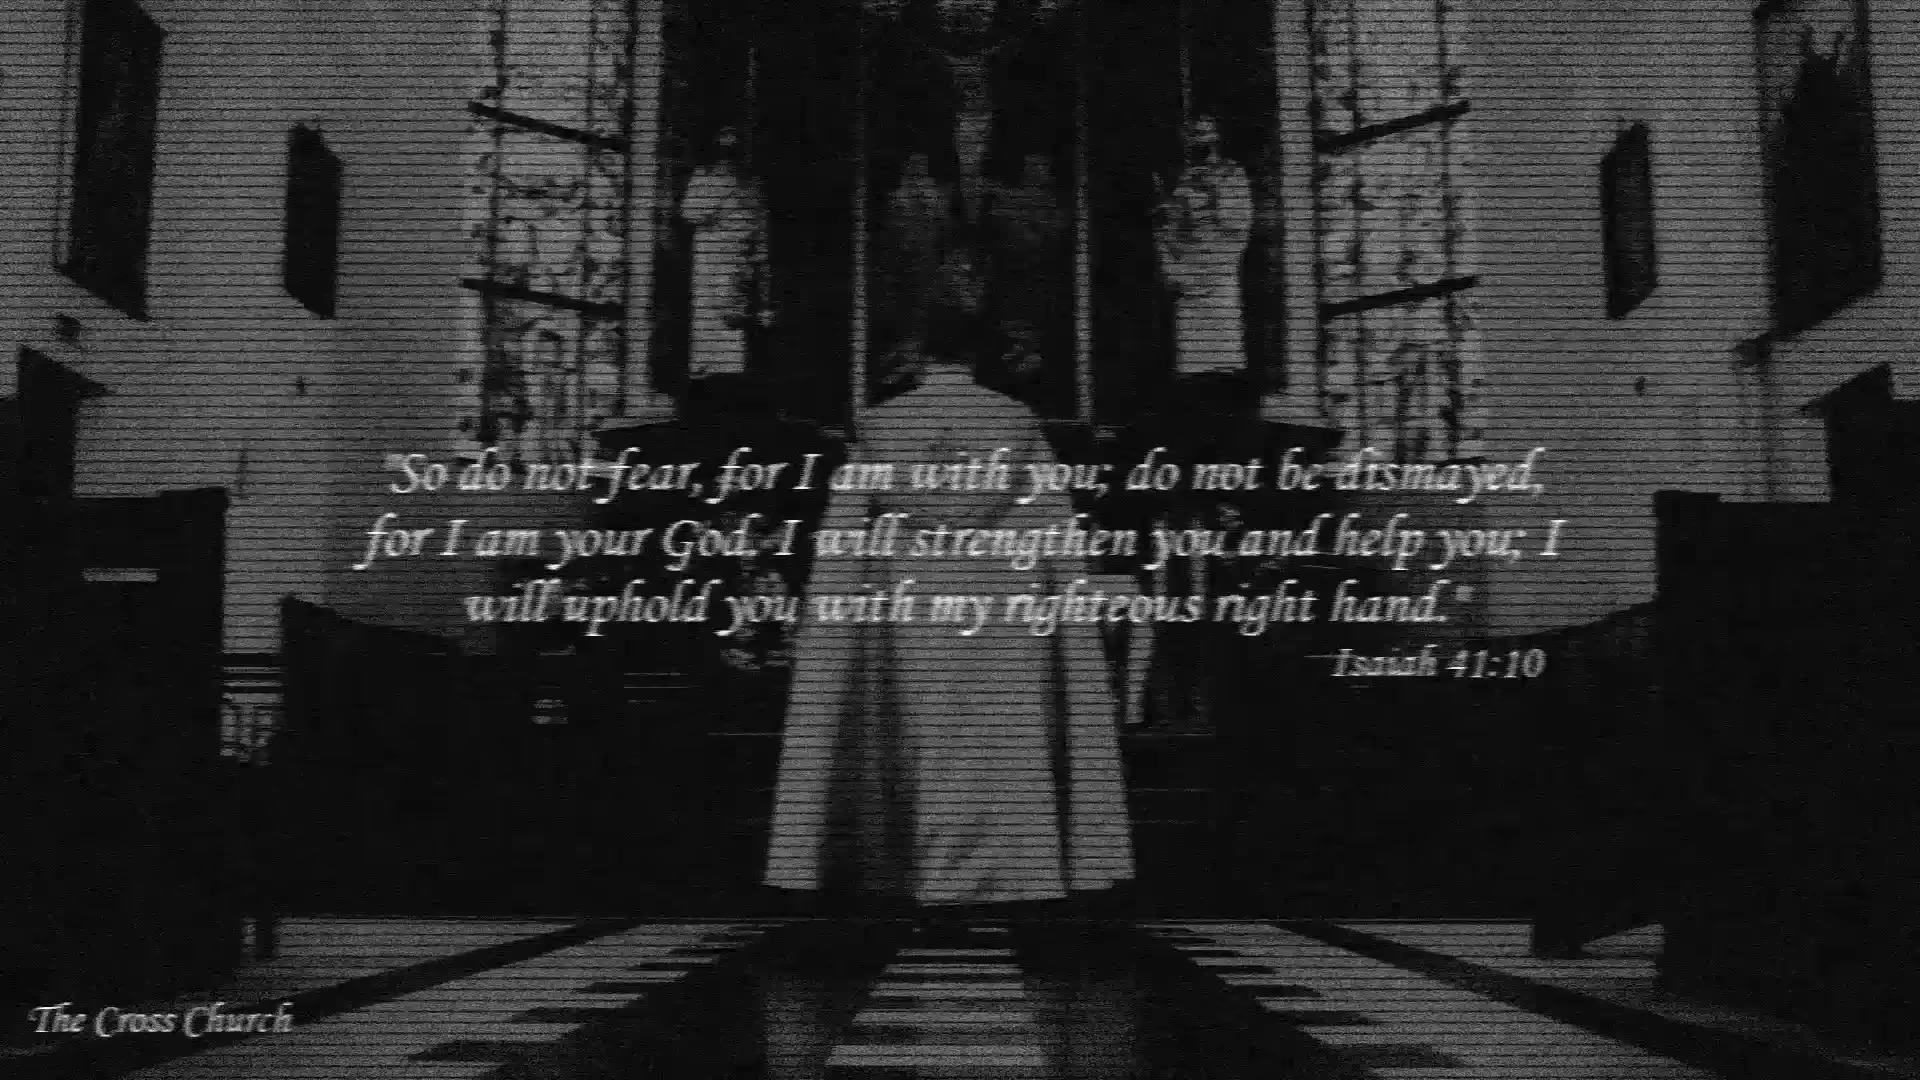 "So do not fear, for I am with you; do not be dismayed,
for I am your God. I will strengthen you and help you; I
will uphold you with my righteous right hand."
Isaiah 41:10
The Cross Church